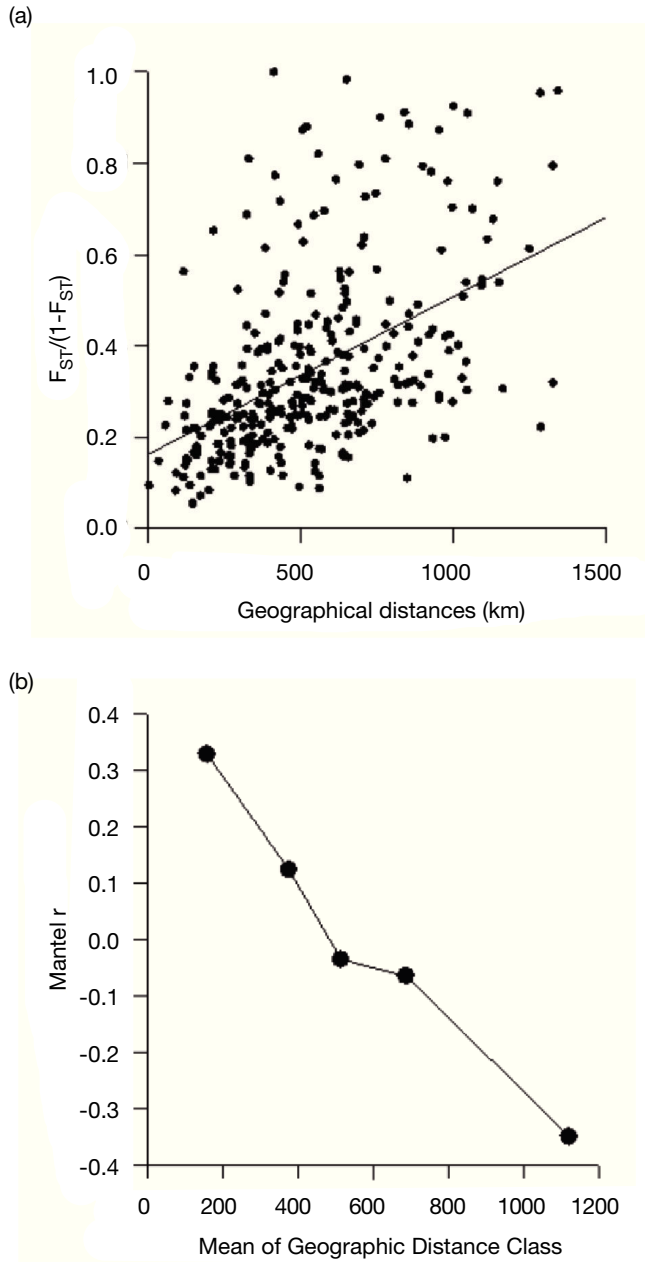 (a)
1.0
0.8
0.6
0.4
0.2
0.0
F_ST/(1-F_ST)
0 500 1000 1500
Geographical distances (km)
(b)
0.4
0.3
0.2
0.1
0.0
-0.1
-0.2
-0.3
-0.4
Mantel r
0 200 400 600 800 1000 1200
Mean of Geographic Distance Class